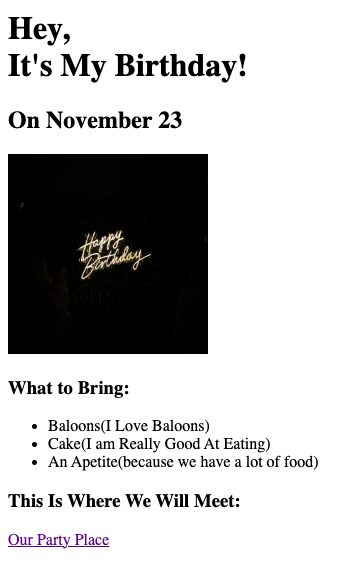 Hey,
It's My Birthday!
On November 23
Happy
Birthday
What to Bring:
Baloons(I Love Baloons)
Cake(I am Really Good At Eating)
An Apetite(because we have a lot of food)
This Is Where We Will Meet:
Our Party Place